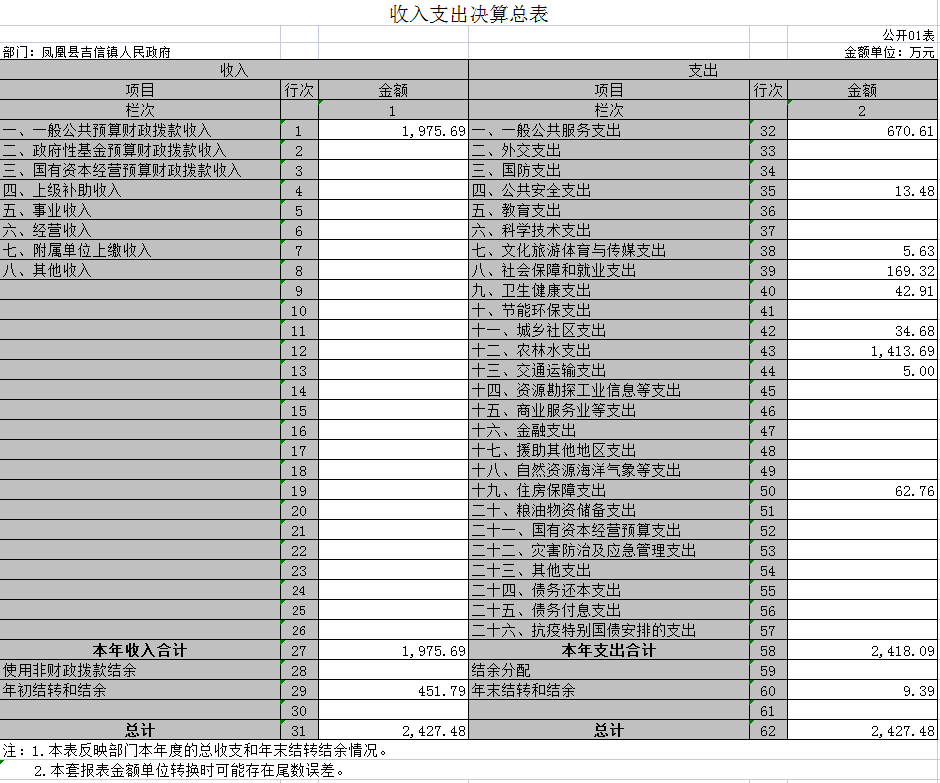 收入支出决算总表
公开01表
部门：凤凰县吉信镇人民政府 金额单位：万元
收入 支出
项目 行次 金额 项目 行次 金额
栏次 1 栏次 2
一、一般公共预算财政拨款收入 1 1,975.69 一、一般公共服务支出 32 670.61
二、政府性基金预算财政拨款收入 2 二、外交支出 33
三、国有资本经营预算财政拨款收入 3 三、国防支出 34
四、上级补助收入 4 四、公共安全支出 35 13.48
五、事业收入 5 五、教育支出 36
六、经营收入 6 六、科学技术支出 37
七、附属单位上缴收入 7 七、文化旅游体育与传媒支出 38 5.63
八、其他收入 8 八、社会保障和就业支出 39 169.32
9 九、卫生健康支出 40 42.91
10 十、节能环保支出 41
11 十一、城乡社区支出 42 34.68
12 十二、农林水支出 43 1,413.69
13 十三、交通运输支出 44 5.00
14 十四、资源勘探工业信息等支出 45
15 十五、商业服务业等支出 46
16 十六、金融支出 47
17 十七、援助其他地区支出 48
18 十八、自然资源海洋气象等支出 49
19 十九、住房保障支出 50 62.76
20 二十、粮油物资储备支出 51
21 二十一、国有资本经营预算支出 52
22 二十二、灾害防治及应急管理支出 53
23 二十三、其他支出 54
24 二十四、债务还本支出 55
25 二十五、债务付息支出 56
26 二十六、抗疫特别国债安排的支出 57
本年收入合计 27 1,975.69 本年支出合计 58 2,418.09
使用非财政拨款结余 28 结余分配 59
年初结转和结余 29 451.79 年末结转和结余 60 9.39
30 61
总计 31 2,427.48 总计 62 2,427.48
注：1.本表反映部门本年度的总收支和年末结转结余情况。
2.本套报表金额单位转换时可能存在尾数误差。